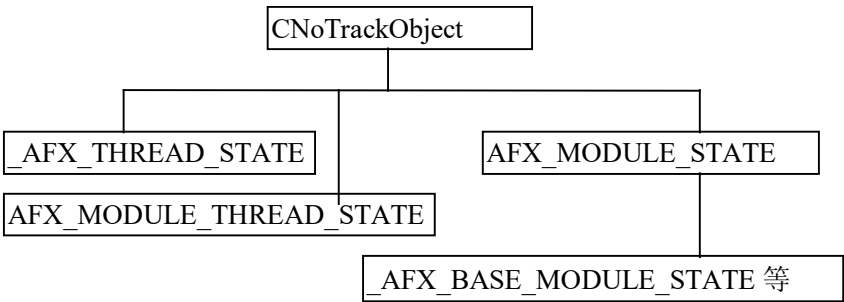 CNoTrackObject
_AFX_THREAD_STATE
AFX_MODULE_STATE
AFX_MODULE_THREAD_STATE
_AFX_BASE_MODULE_STATE 等